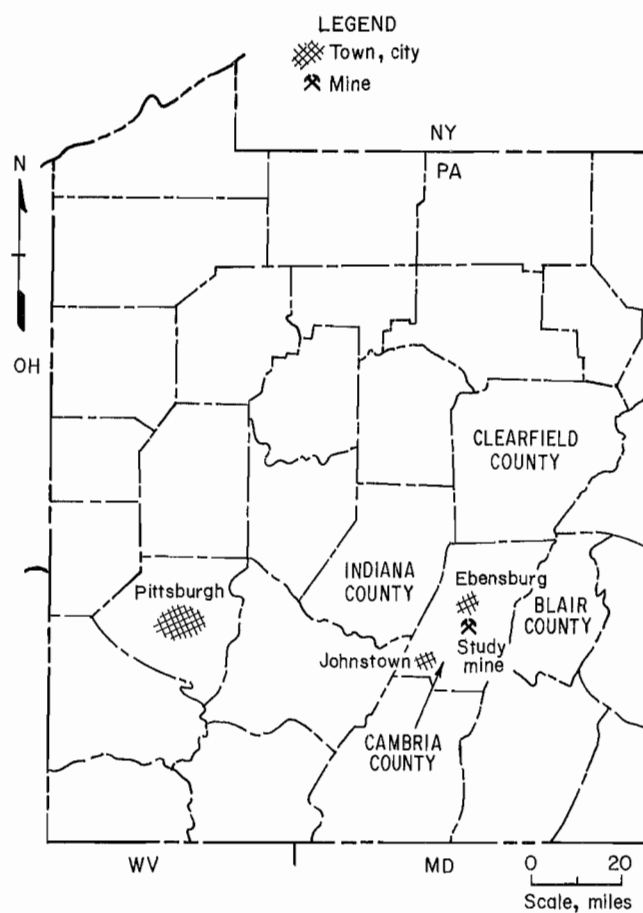 LEGEND
Town, city
Mine
NY
N
PA
OH
CLEARFIELD
COUNTY
INDIANA
COUNTY
Ebensburg
Pittsburgh
BLAIR
COUNTY
Study
mine
Johnstown
CAMBRIA
COUNTY
WV
MD
0 20
Scale, miles